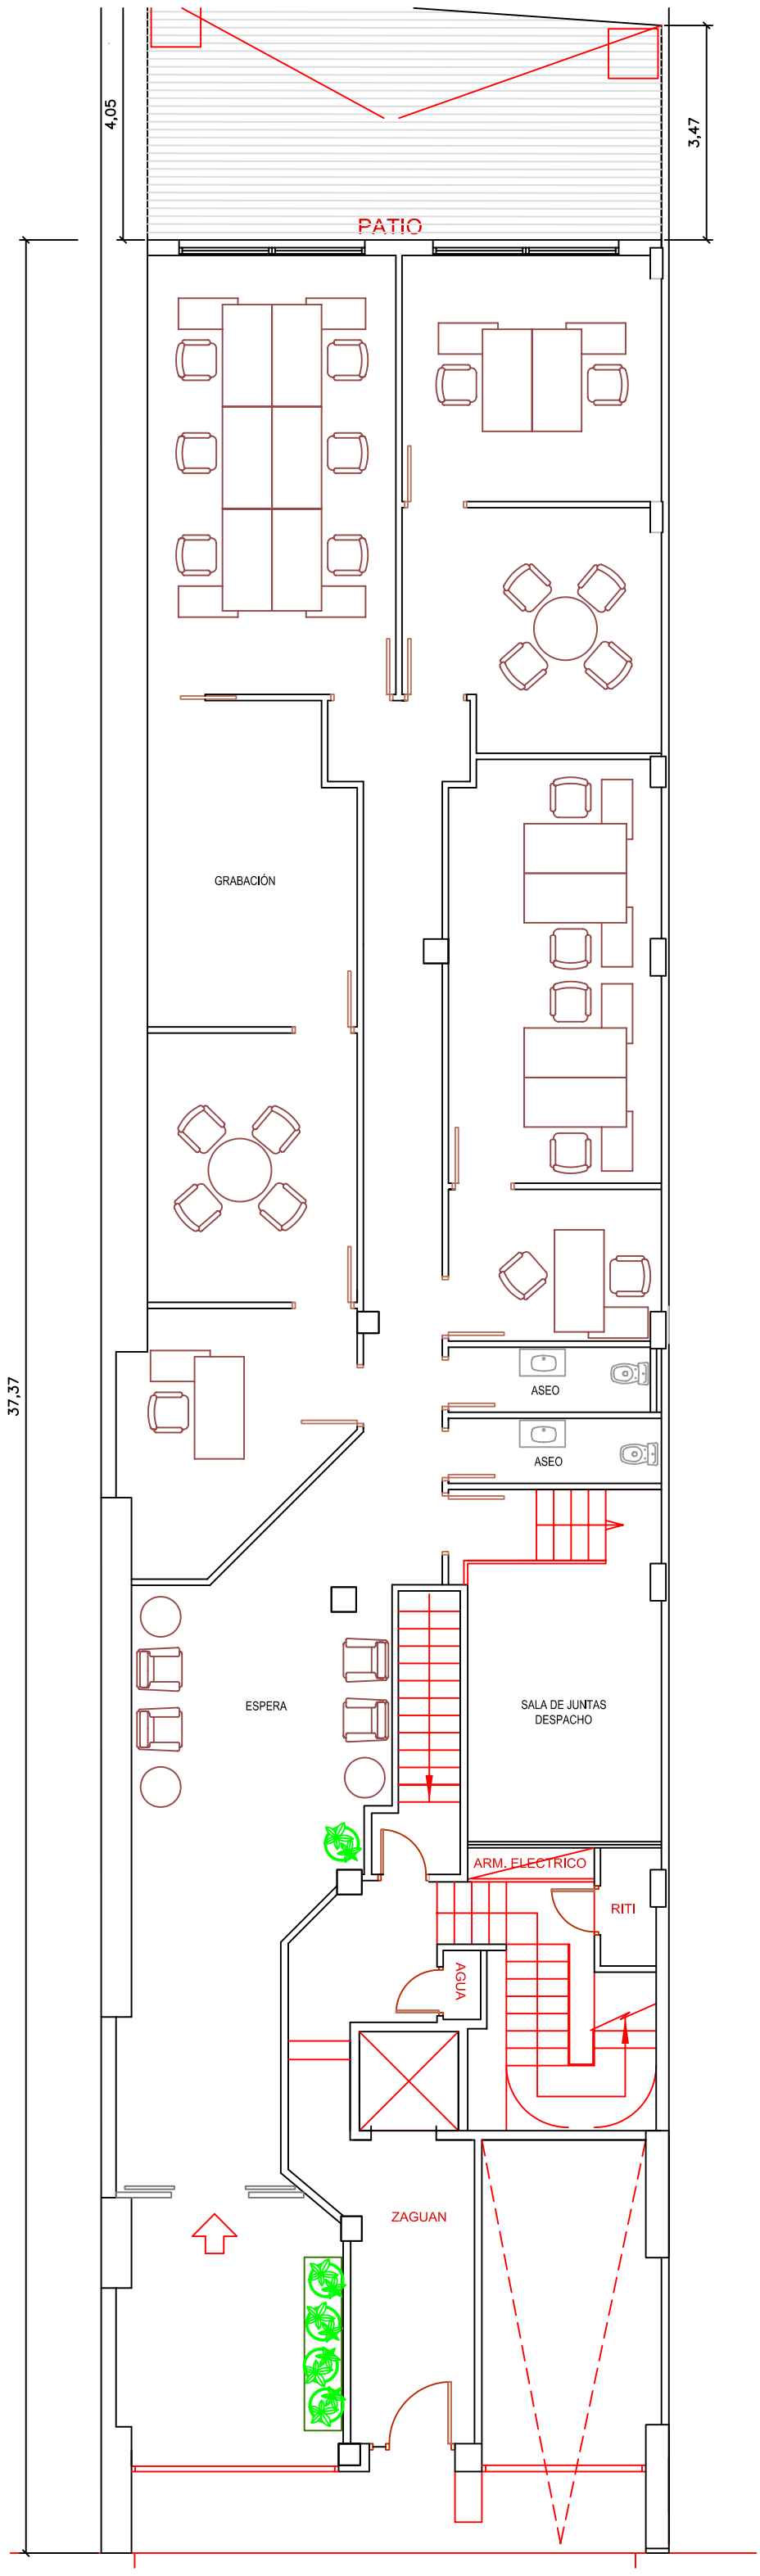 4,05
3,47
PATIO
GRABACIÓN
37,37
ASEO
ASEO
ESPERA
SALA DE JUNTAS
DESPACHO
ARM. ELECTRICO
RITI
AGUA
ZAGUAN